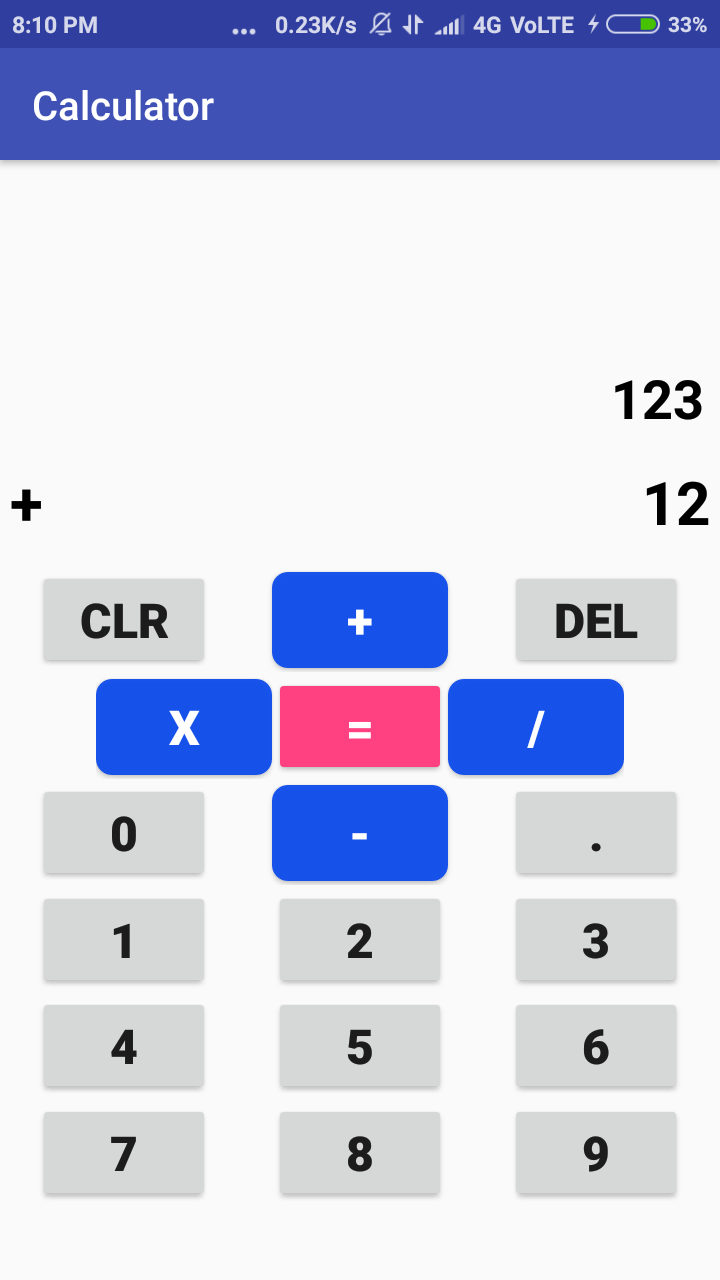 8:10 PM ... 0.23K/s 4G VoLTE 33%
Calculator
123
+ 12
CLR + DEL
X = /
0 - .
1 2 3
4 5 6
7 8 9